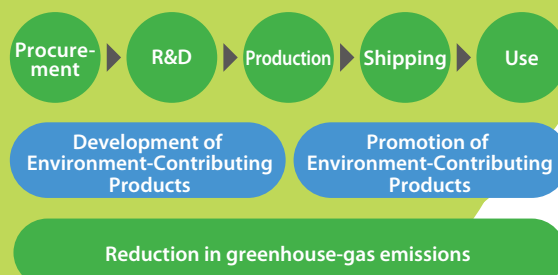 Procure-
ment
R&D
Production
Shipping
Use
Development of
Environment-Contributing
Products
Promotion of
Environment-Contributing
Products
Reduction in greenhouse-gas emissions